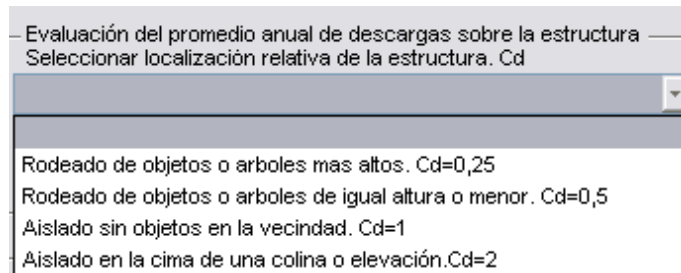 Evaluación del promedio anual de descargas sobre la estructura
Seleccionar localización relativa de la estructura. Cd
Rodeado de objetos o arboles mas altos. Cd=0,25
Rodeado de objetos o arboles de igual altura o menor. Cd=0,5
Aislado sin objetos en la vecindad. Cd=1
Aislado en la cima de una colina o elevación.Cd=2